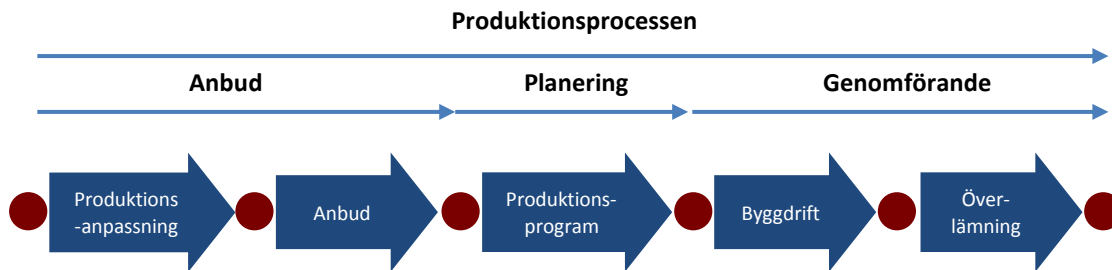 Produktionsprocessen
Anbud
Planering
Genomförande
Produktions
-anpassning
Anbud
Produktions-
program
Byggdrift
Över-
lämning